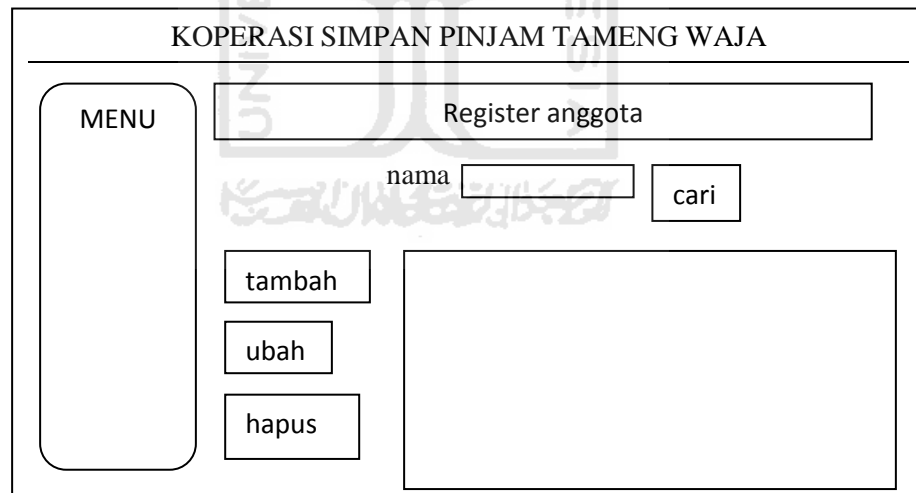 KOPERASI SIMPAN PINJAM TAMENG WAJA
MENU
Register anggota
nama
cari
tambah
ubah
hapus